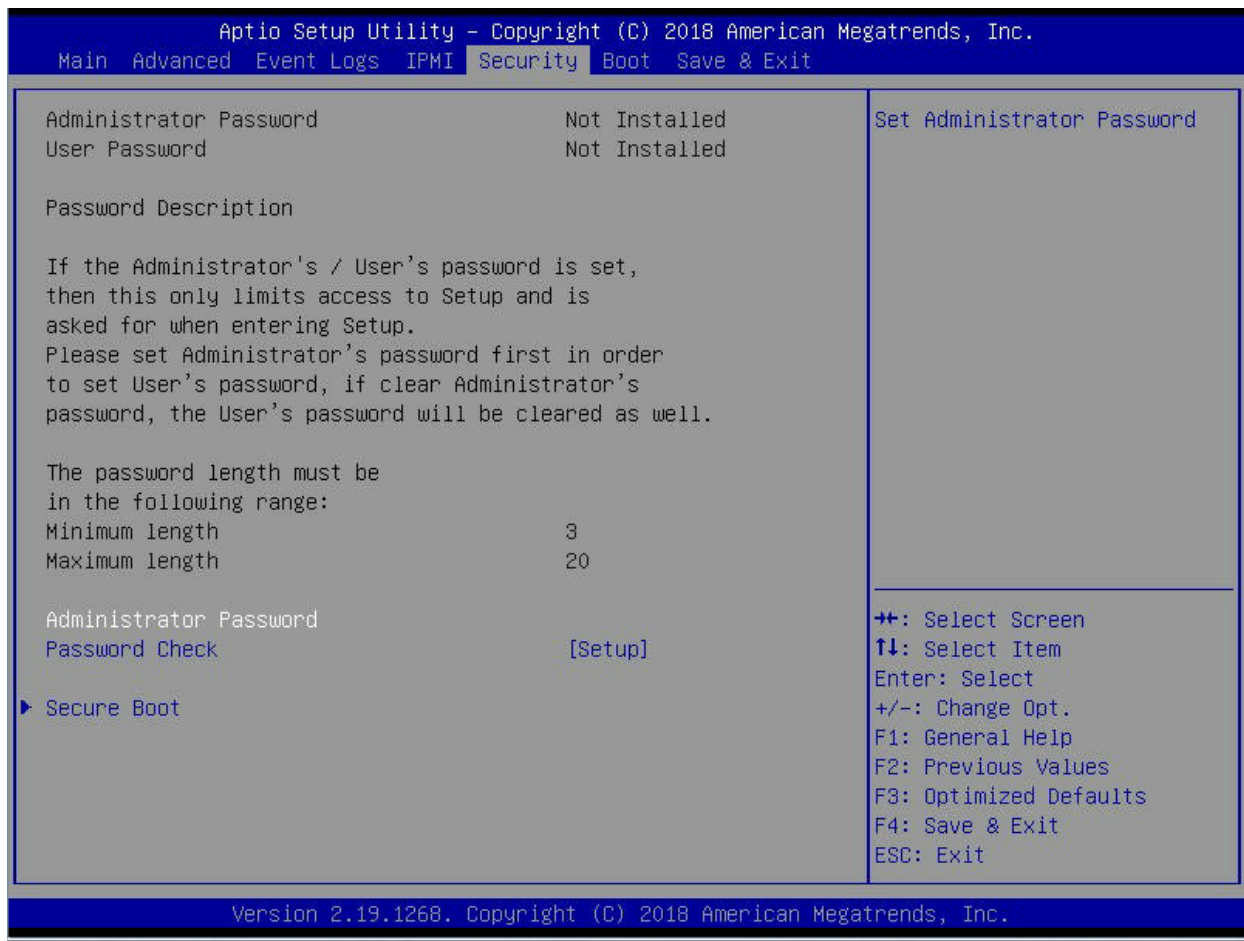 Aptio Setup Utility – Copyright (C) 2018 American Megatrends, Inc.
Main Advanced Event Logs IPMI Security Boot Save & Exit
Administrator Password Not Installed
User Password Not Installed
Password Description
If the Administrator's / User's password is set,
then this only limits access to Setup and is
asked for when entering Setup.
Please set Administrator's password first in order
to set User's password, if clear Administrator's
password, the User's password will be cleared as well.
The password length must be
in the following range:
Minimum length 3
Maximum length 20
Administrator Password
Password Check [Setup]
Secure Boot
Set Administrator Password
→←: Select Screen
↑↓: Select Item
Enter: Select
+/-: Change Opt.
F1: General Help
F2: Previous Values
F3: Optimized Defaults
F4: Save & Exit
ESC: Exit
Version 2.19.1268. Copyright (C) 2018 American Megatrends, Inc.